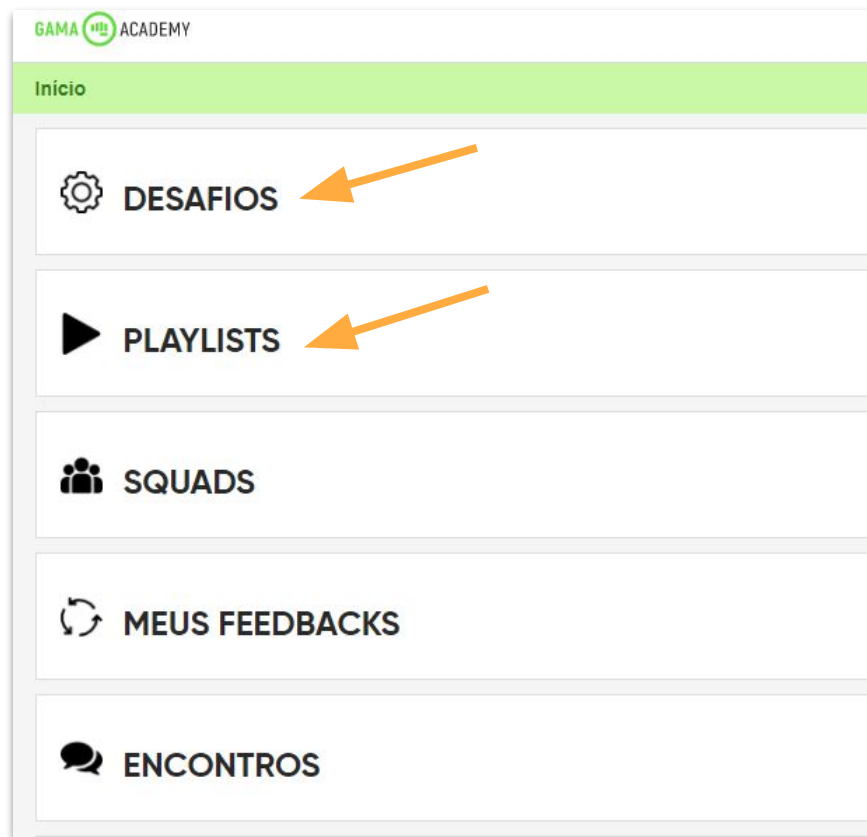 GAMA ACADEMY
Início
DESAFIOS
PLAYLISTS
SQUADS
MEUS FEEDBACKS
ENCONTROS